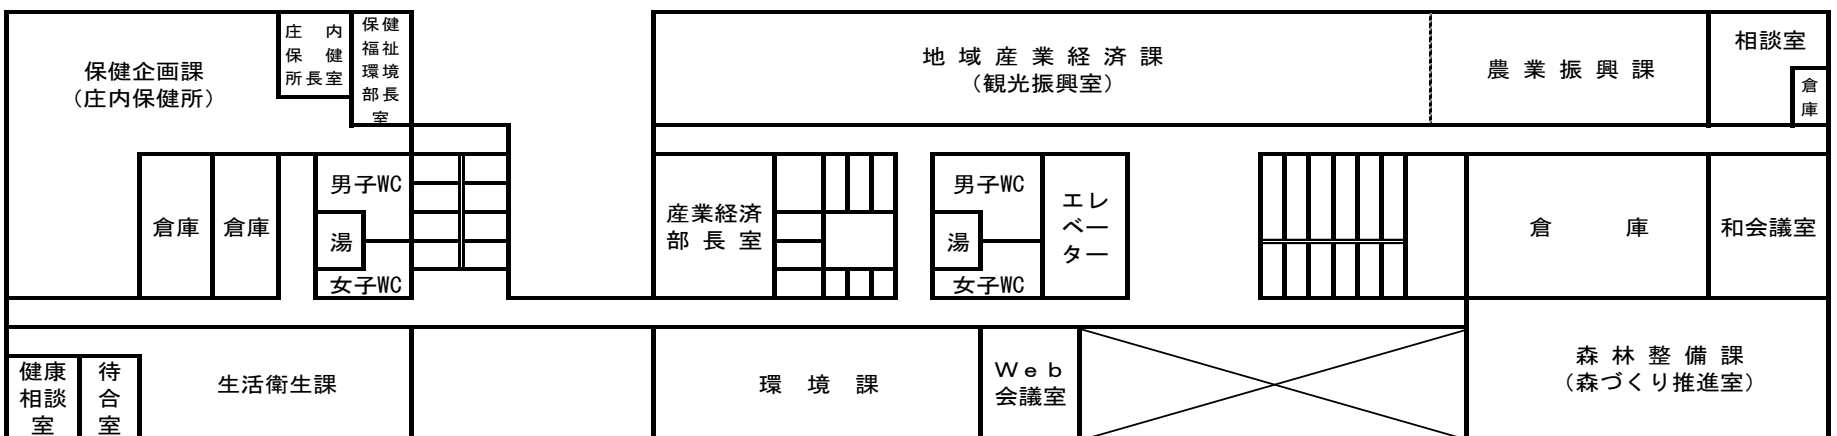 保健企画課
（庄内保健所）
庄　内
保　健
所長室
保健
福祉
環境
部長
室
地 域 産 業 経 済 課
（観光振興室）
農 業 振 興 課
相談室
倉
庫
倉庫
倉庫
男子WC
湯
女子WC
産業経済
部 長 室
男子WC
湯
女子WC
エレ
ベー
ター
倉　　　庫
和会議室
健康
相談
室
待
合
室
生活衛生課
環　境　課
Ｗｅｂ
会議室
森 林 整 備 課
（森づくり推進室）